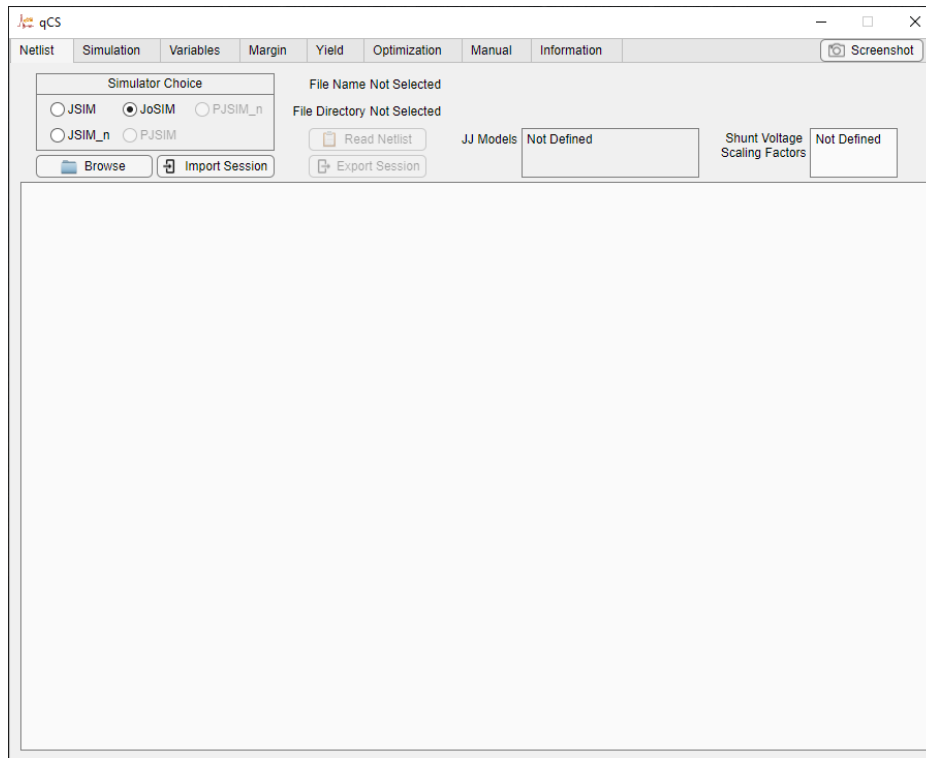 qCS
Netlist Simulation Variables Margin Yield Optimization Manual Information Screenshot
Simulator Choice
JSIM JoSIM PJSIM_n
JSIM_n PJSIM
Browse Import Session
File Name Not Selected
File Directory Not Selected
Read Netlist
Export Session
JJ Models Not Defined
Shunt Voltage
Scaling Factors
Not Defined